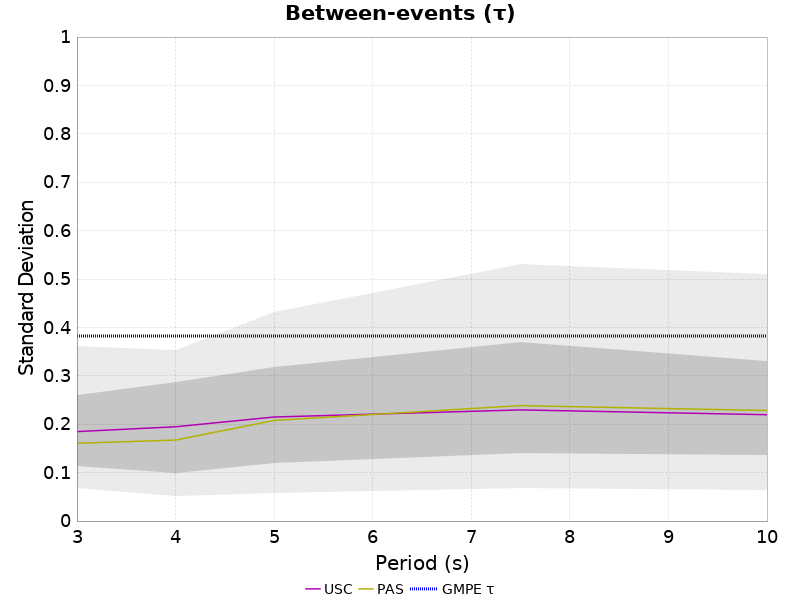 Between-events (τ)
1
0.9
0.8
0.7
0.6
0.5
0.4
0.3
0.2
0.1
0
Standard Deviation
3 4 5 6 7 8 9 10
Period (s)
USC PAS GMPE τ